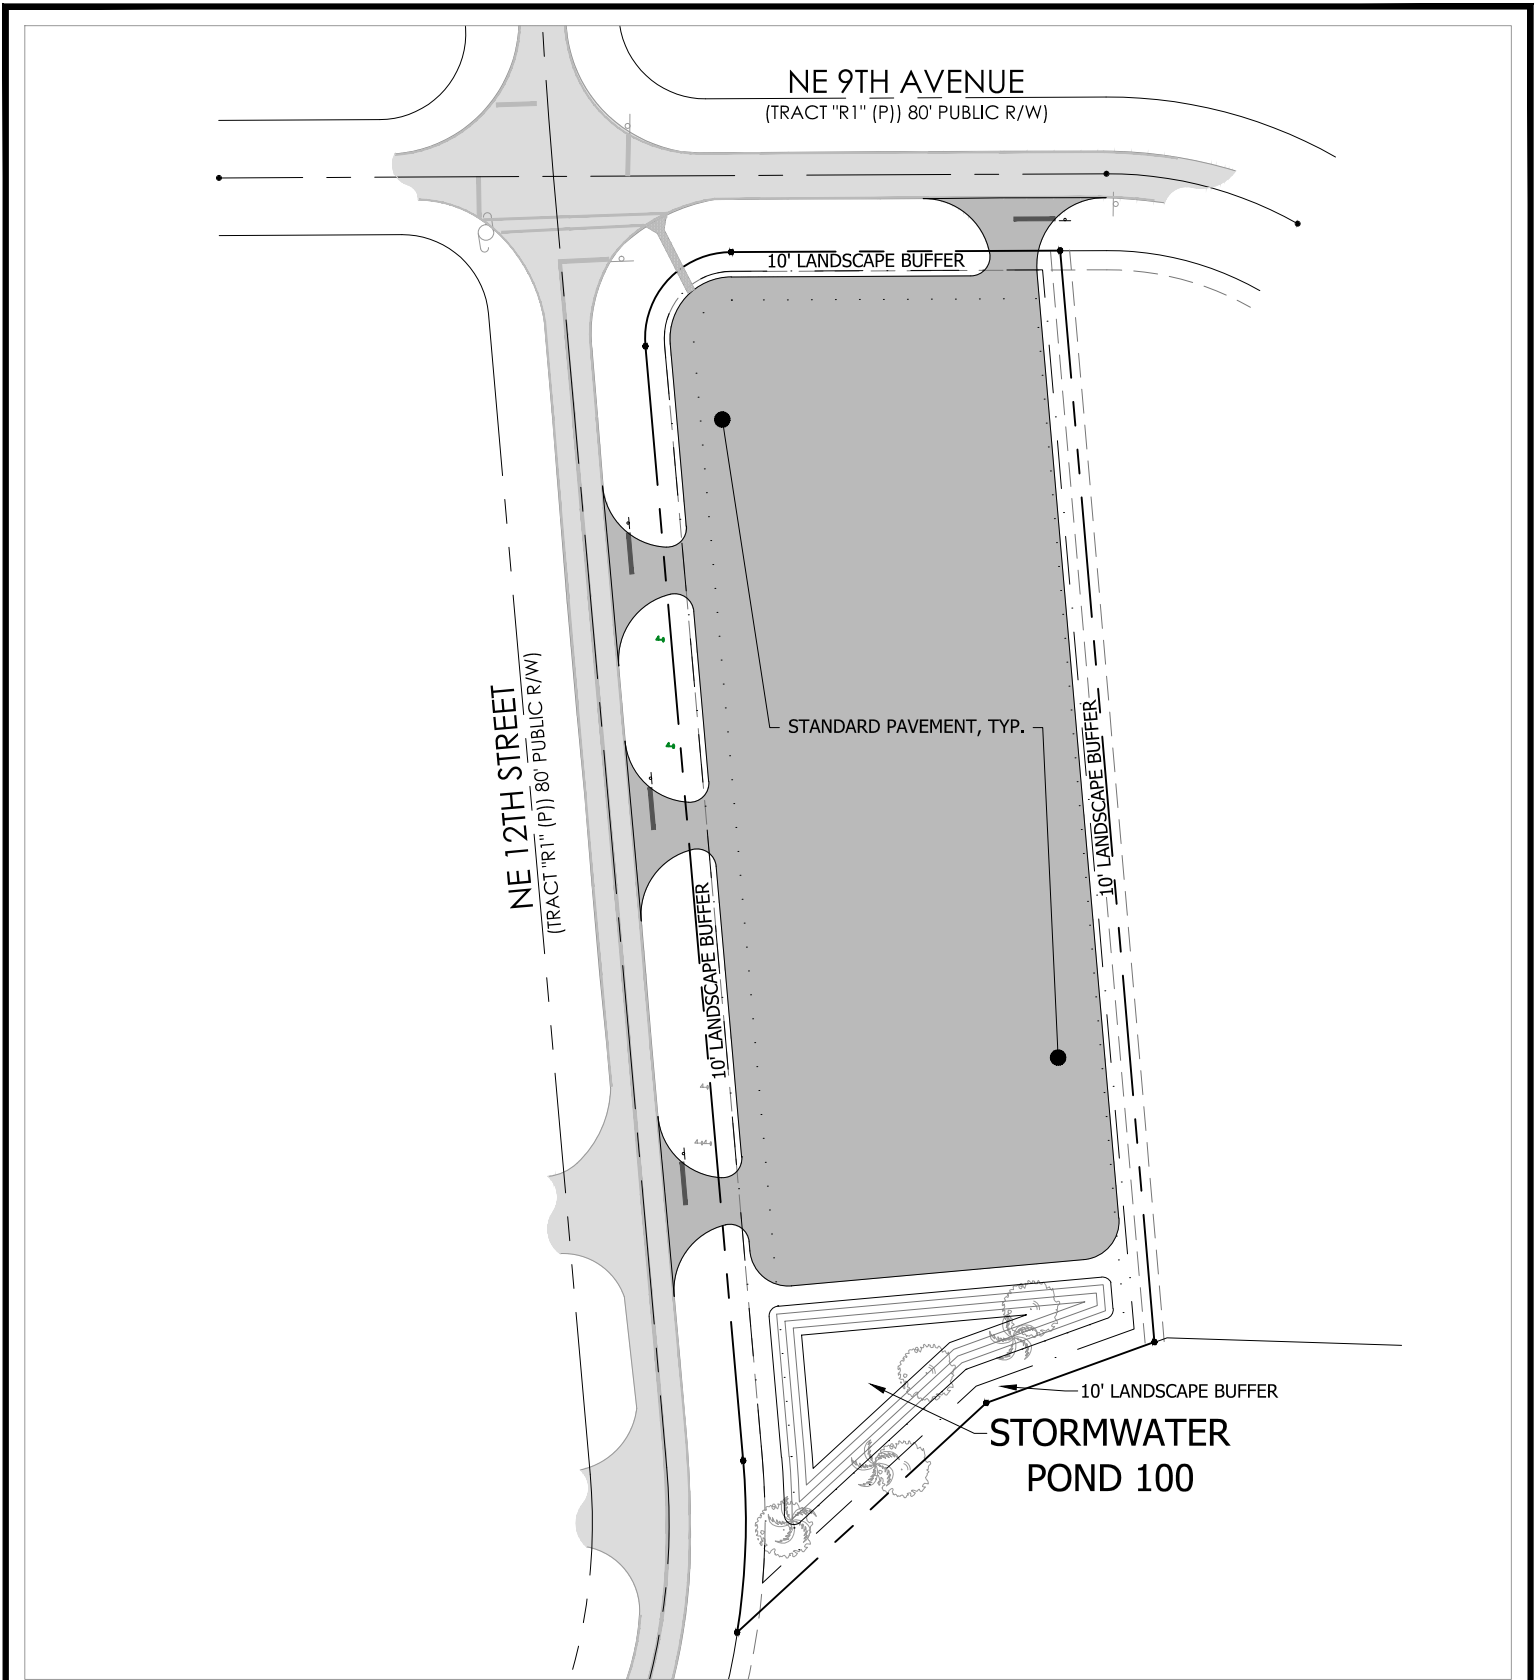 NE 9TH AVENUE
(TRACT "R1" (P)) 80' PUBLIC R/W)
10' LANDSCAPE BUFFER
STANDARD PAVEMENT, TYP.
NE 12TH STREET
(TRACT "R1" (P)) 80' PUBLIC R/W)
10' LANDSCAPE BUFFER
10' LANDSCAPE BUFFER
10' LANDSCAPE BUFFER
STORMWATER
POND 100